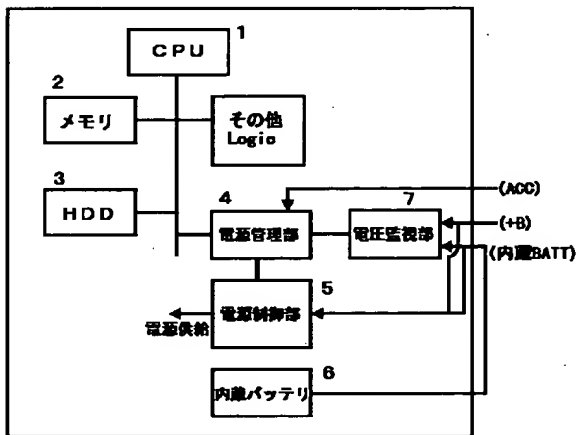 1
CPU
2
メモリ
その他
Logic
3
HDD
4
電源管理部
7
電圧監視部
(ACC)
(+B)
(内蔵BATT)
5
電源制御部
電源供給
6
内蔵バッテリ